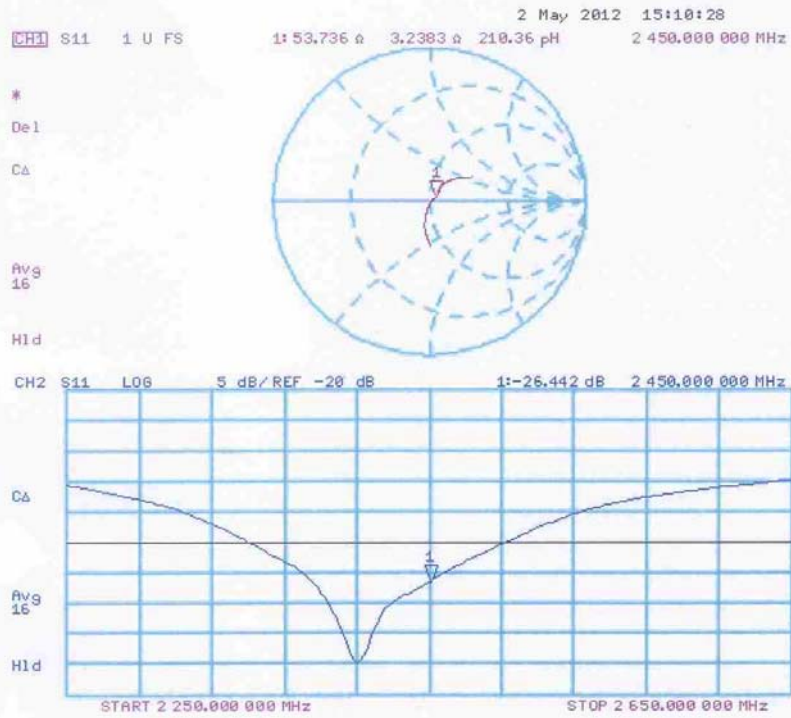 2 May 2012 15:10:28
CH1 S11 1 U FS 1: 53.736 Ω 3.2383 Ω 210.36 pH 2 450.000 000 MHz
*
Del
CΔ
1
Avg
16
Hld
CH2 S11 LOG 5 dB/REF -20 dB 1:-26.442 dB 2 450.000 000 MHz
CΔ
1
Avg
16
Hld
START 2 250.000 000 MHz STOP 2 650.000 000 MHz